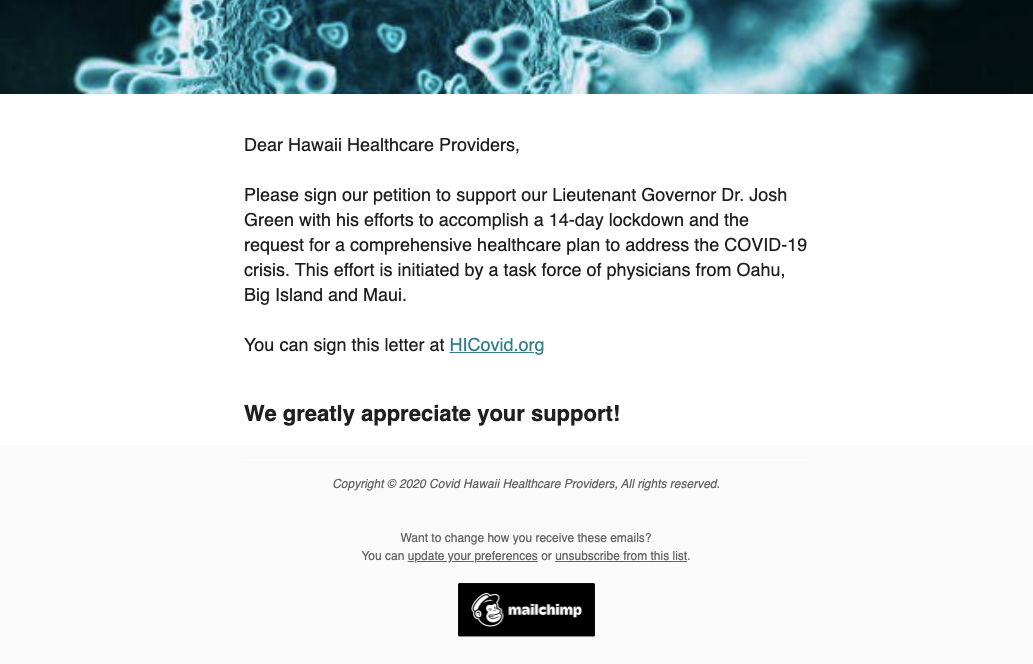 Dear Hawaii Healthcare Providers,
Please sign our petition to support our Lieutenant Governor Dr. Josh
Green with his efforts to accomplish a 14-day lockdown and the
request for a comprehensive healthcare plan to address the COVID-19
crisis. This effort is initiated by a task force of physicians from Oahu,
Big Island and Maui.
You can sign this letter at HICovid.org
We greatly appreciate your support!
Copyright © 2020 Covid Hawaii Healthcare Providers, All rights reserved.
Want to change how you receive these emails?
You can update your preferences or unsubscribe from this list.
mailchimp